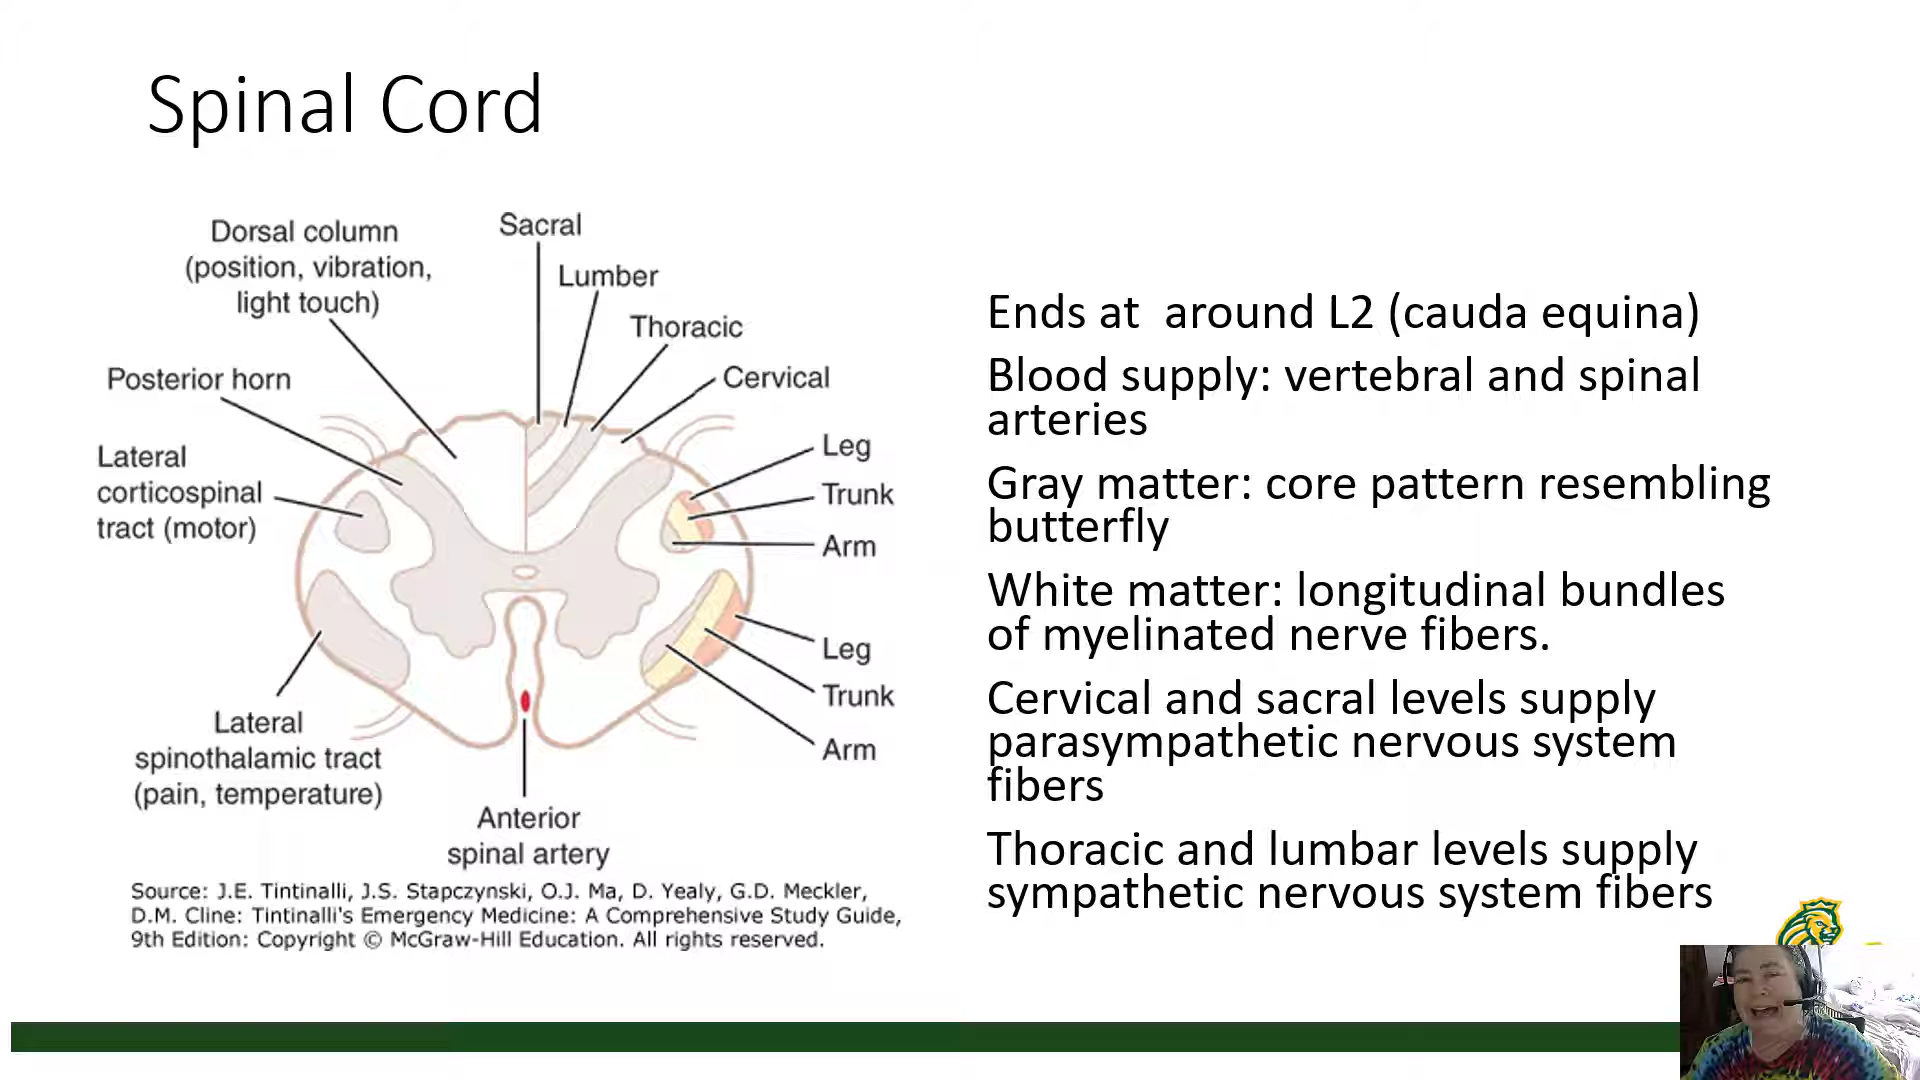 Spinal Cord
Dorsal column
(position, vibration,
light touch)
Sacral
Lumber
Thoracic
Cervical
Posterior horn
Lateral
corticospinal
tract (motor)
Leg
Trunk
Arm
Leg
Trunk
Arm
Lateral
spinothalamic tract
(pain, temperature)
Anterior
spinal artery
Source: J.E. Tintinalli, J.S. Stapczynski, O.J. Ma, D. Yealy, G.D. Meckler,
D.M. Cline: Tintinalli's Emergency Medicine: A Comprehensive Study Guide,
9th Edition: Copyright © McGraw-Hill Education. All rights reserved.
Ends at  around L2 (cauda equina)
Blood supply: vertebral and spinal
arteries
Gray matter: core pattern resembling
butterfly
White matter: longitudinal bundles
of myelinated nerve fibers.
Cervical and sacral levels supply
parasympathetic nervous system
fibers
Thoracic and lumbar levels supply
sympathetic nervous system fibers